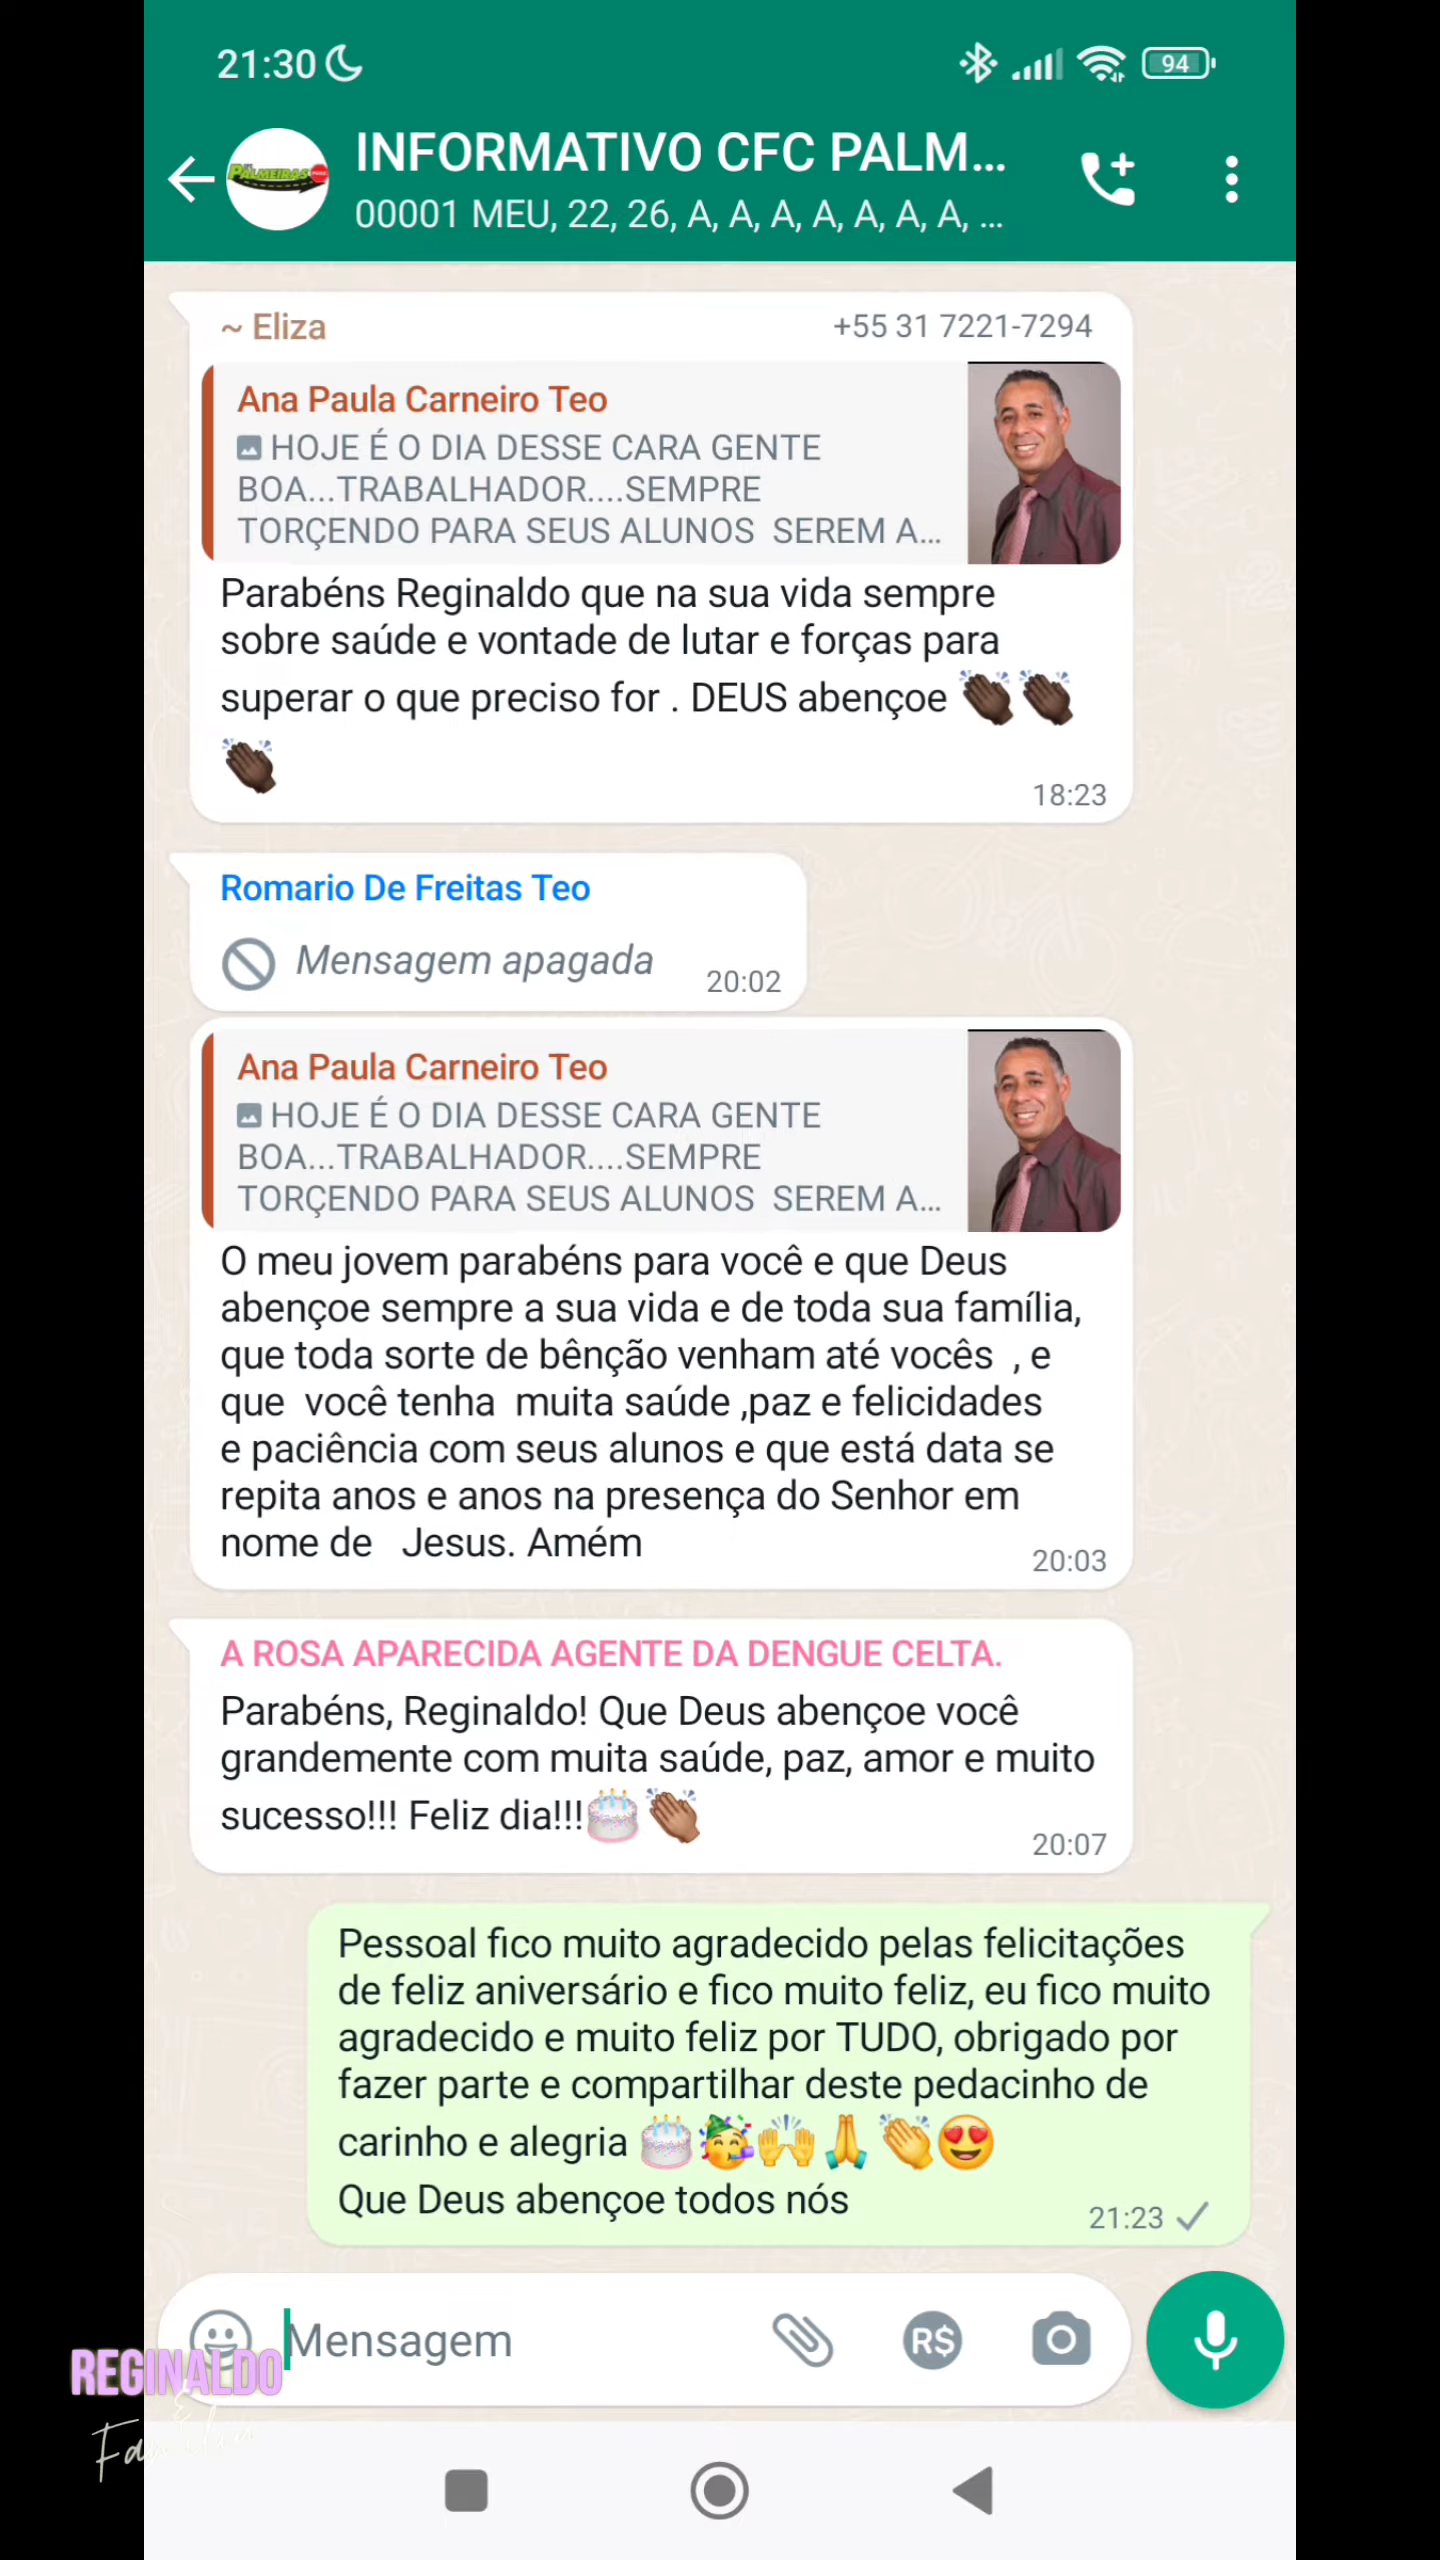 21:30
94
INFORMATIVO CFC PALM...
00001 MEU, 22, 26, A, A, A, A, A, A, A, ...
PALMEIRAS
~ Eliza
+55 31 7221-7294
Ana Paula Carneiro Teo
HOJE É O DIA DESSE CARA GENTE
BOA...TRABALHADOR....SEMPRE
TORÇENDO PARA SEUS ALUNOS  SEREM A...
Parabéns Reginaldo que na sua vida sempre
sobre saúde e vontade de lutar e forças para
superar o que preciso for . DEUS abençoe 👏🏿👏🏿
👏🏿
18:23
Romario De Freitas Teo
Mensagem apagada
20:02
Ana Paula Carneiro Teo
HOJE É O DIA DESSE CARA GENTE
BOA...TRABALHADOR....SEMPRE
TORÇENDO PARA SEUS ALUNOS  SEREM A...
O meu jovem parabéns para você e que Deus
abençoe sempre a sua vida e de toda sua família,
que toda sorte de bênção venham até vocês  , e
que  você tenha  muita saúde ,paz e felicidades
e paciência com seus alunos e que está data se
repita anos e anos na presença do Senhor em
nome de   Jesus. Amém
20:03
A ROSA APARECIDA AGENTE DA DENGUE CELTA.
Parabéns, Reginaldo! Que Deus abençoe você
grandemente com muita saúde, paz, amor e muito
sucesso!!! Feliz dia!!!🎂👏🏽
20:07
Pessoal fico muito agradecido pelas felicitações
de feliz aniversário e fico muito feliz, eu fico muito
agradecido e muito feliz por TUDO, obrigado por
fazer parte e compartilhar deste pedacinho de
carinho e alegria 🎂🥳🙌🙏👏😍
Que Deus abençoe todos nós
21:23
Mensagem
R$
REGINALDO
&
Família